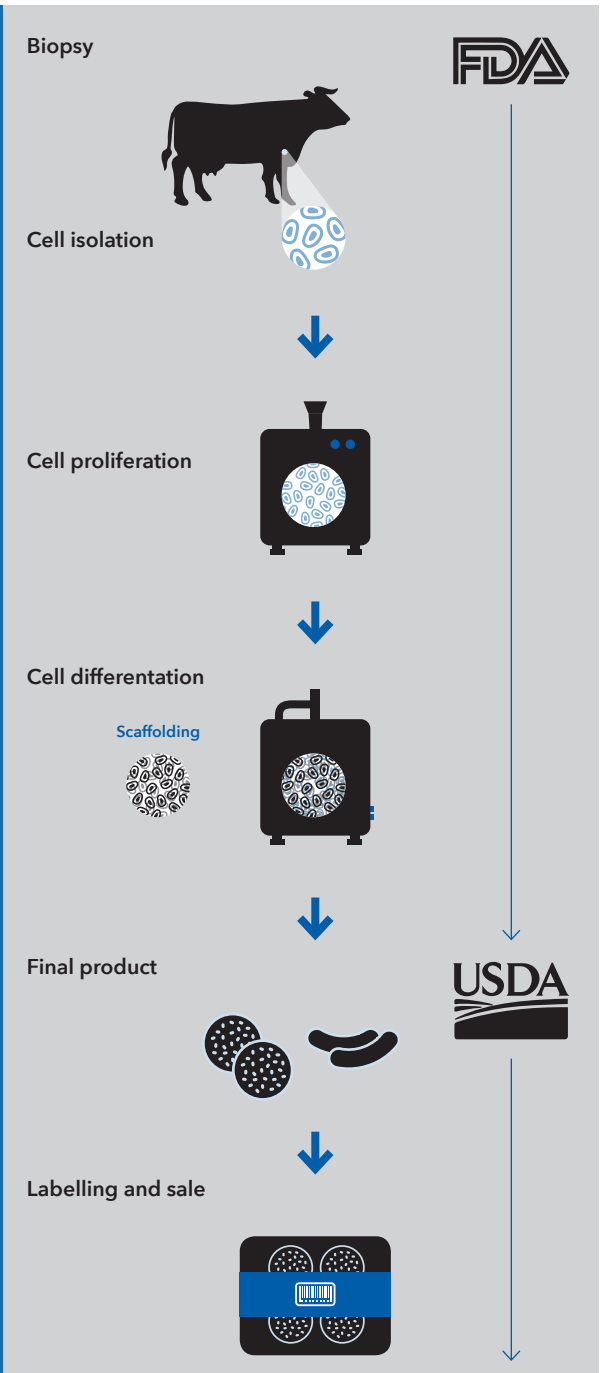 Biopsy
FDA
Cell isolation
Cell proliferation
Cell differentation
Scaffolding
Final product
USDA
Labelling and sale